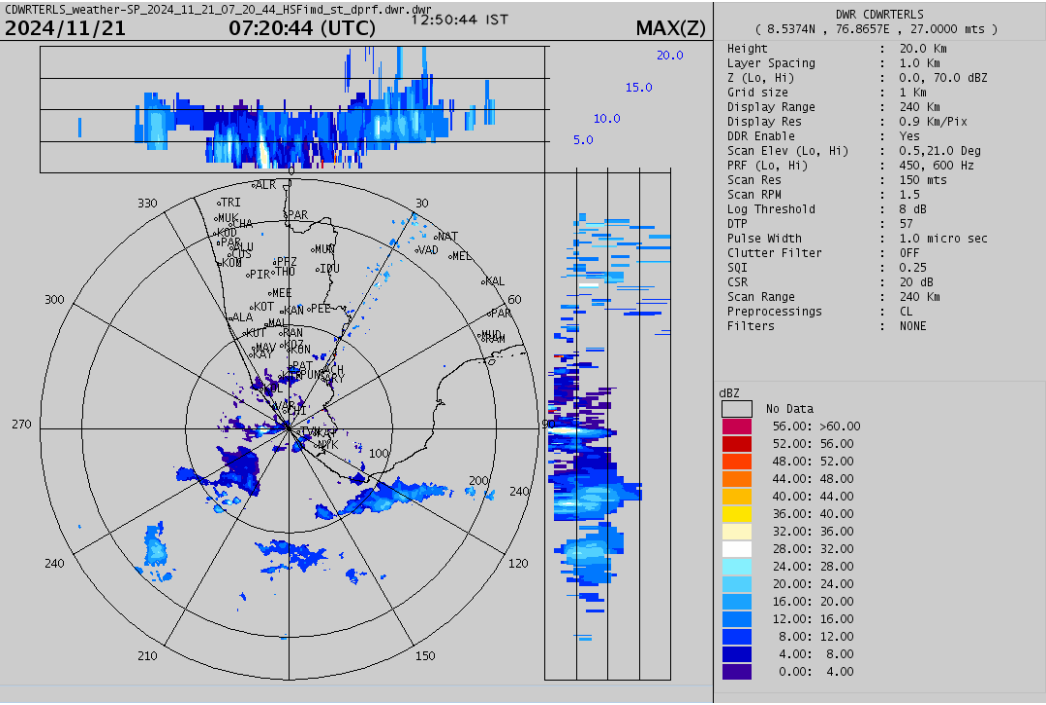 CDWRTERLS_weather-SP_2024_11_21_07_20_44_HSFimd_st_dprf.dwr.dwr
2024/11/21 07:20:44 (UTC) 12:50:44 IST MAX(Z)
20.0
15.0
10.0
5.0
0
ALR
330
TRI
PAR
30
MUK
CHA
KOD
NAT
PAR
VAD
MUN
MEL
KOM
PFZ
PIR
THO
IDU
KAL
MEE
300
60
KOT
KAN
PEE
PAR
ALA
MAL
KUT
RAN
MAV
KOZ
KON
KAY
PAT
PUN
ACH
VAR
270
90
100
200
240
240
120
210
150
DWR CDWRTERLS
( 8.5374N , 76.8657E , 27.0000 mts )
Height : 20.0 Km
Layer Spacing : 1.0 Km
Z (Lo, Hi) : 0.0, 70.0 dBZ
Grid size : 1 Km
Display Range : 240 Km
Display Res : 0.9 Km/Pix
DDR Enable : Yes
Scan Elev (Lo, Hi) : 0.5,21.0 Deg
PRF (Lo, Hi) : 450, 600 Hz
Scan Res : 150 mts
Scan RPM : 1.5
Log Threshold : 8 dB
DTP : 57
Pulse Width : 1.0 micro sec
Clutter Filter : OFF
SQI : 0.25
CSR : 20 dB
Scan Range : 240 Km
Preprocessings : CL
Filters : NONE
dBZ
No Data
56.00: >60.00
52.00: 56.00
48.00: 52.00
44.00: 48.00
40.00: 44.00
36.00: 40.00
32.00: 36.00
28.00: 32.00
24.00: 28.00
20.00: 24.00
16.00: 20.00
12.00: 16.00
8.00: 12.00
4.00: 8.00
0.00: 4.00